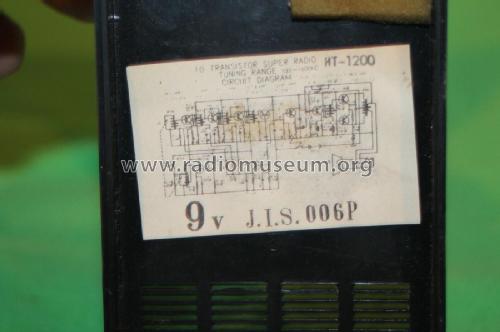 10 TRANSISTOR SUPER RADIO HT-1200
TUNING RANGE
CIRCUIT DIAGRAM
www.radiomuseum.org
9V J.I.S. 006P